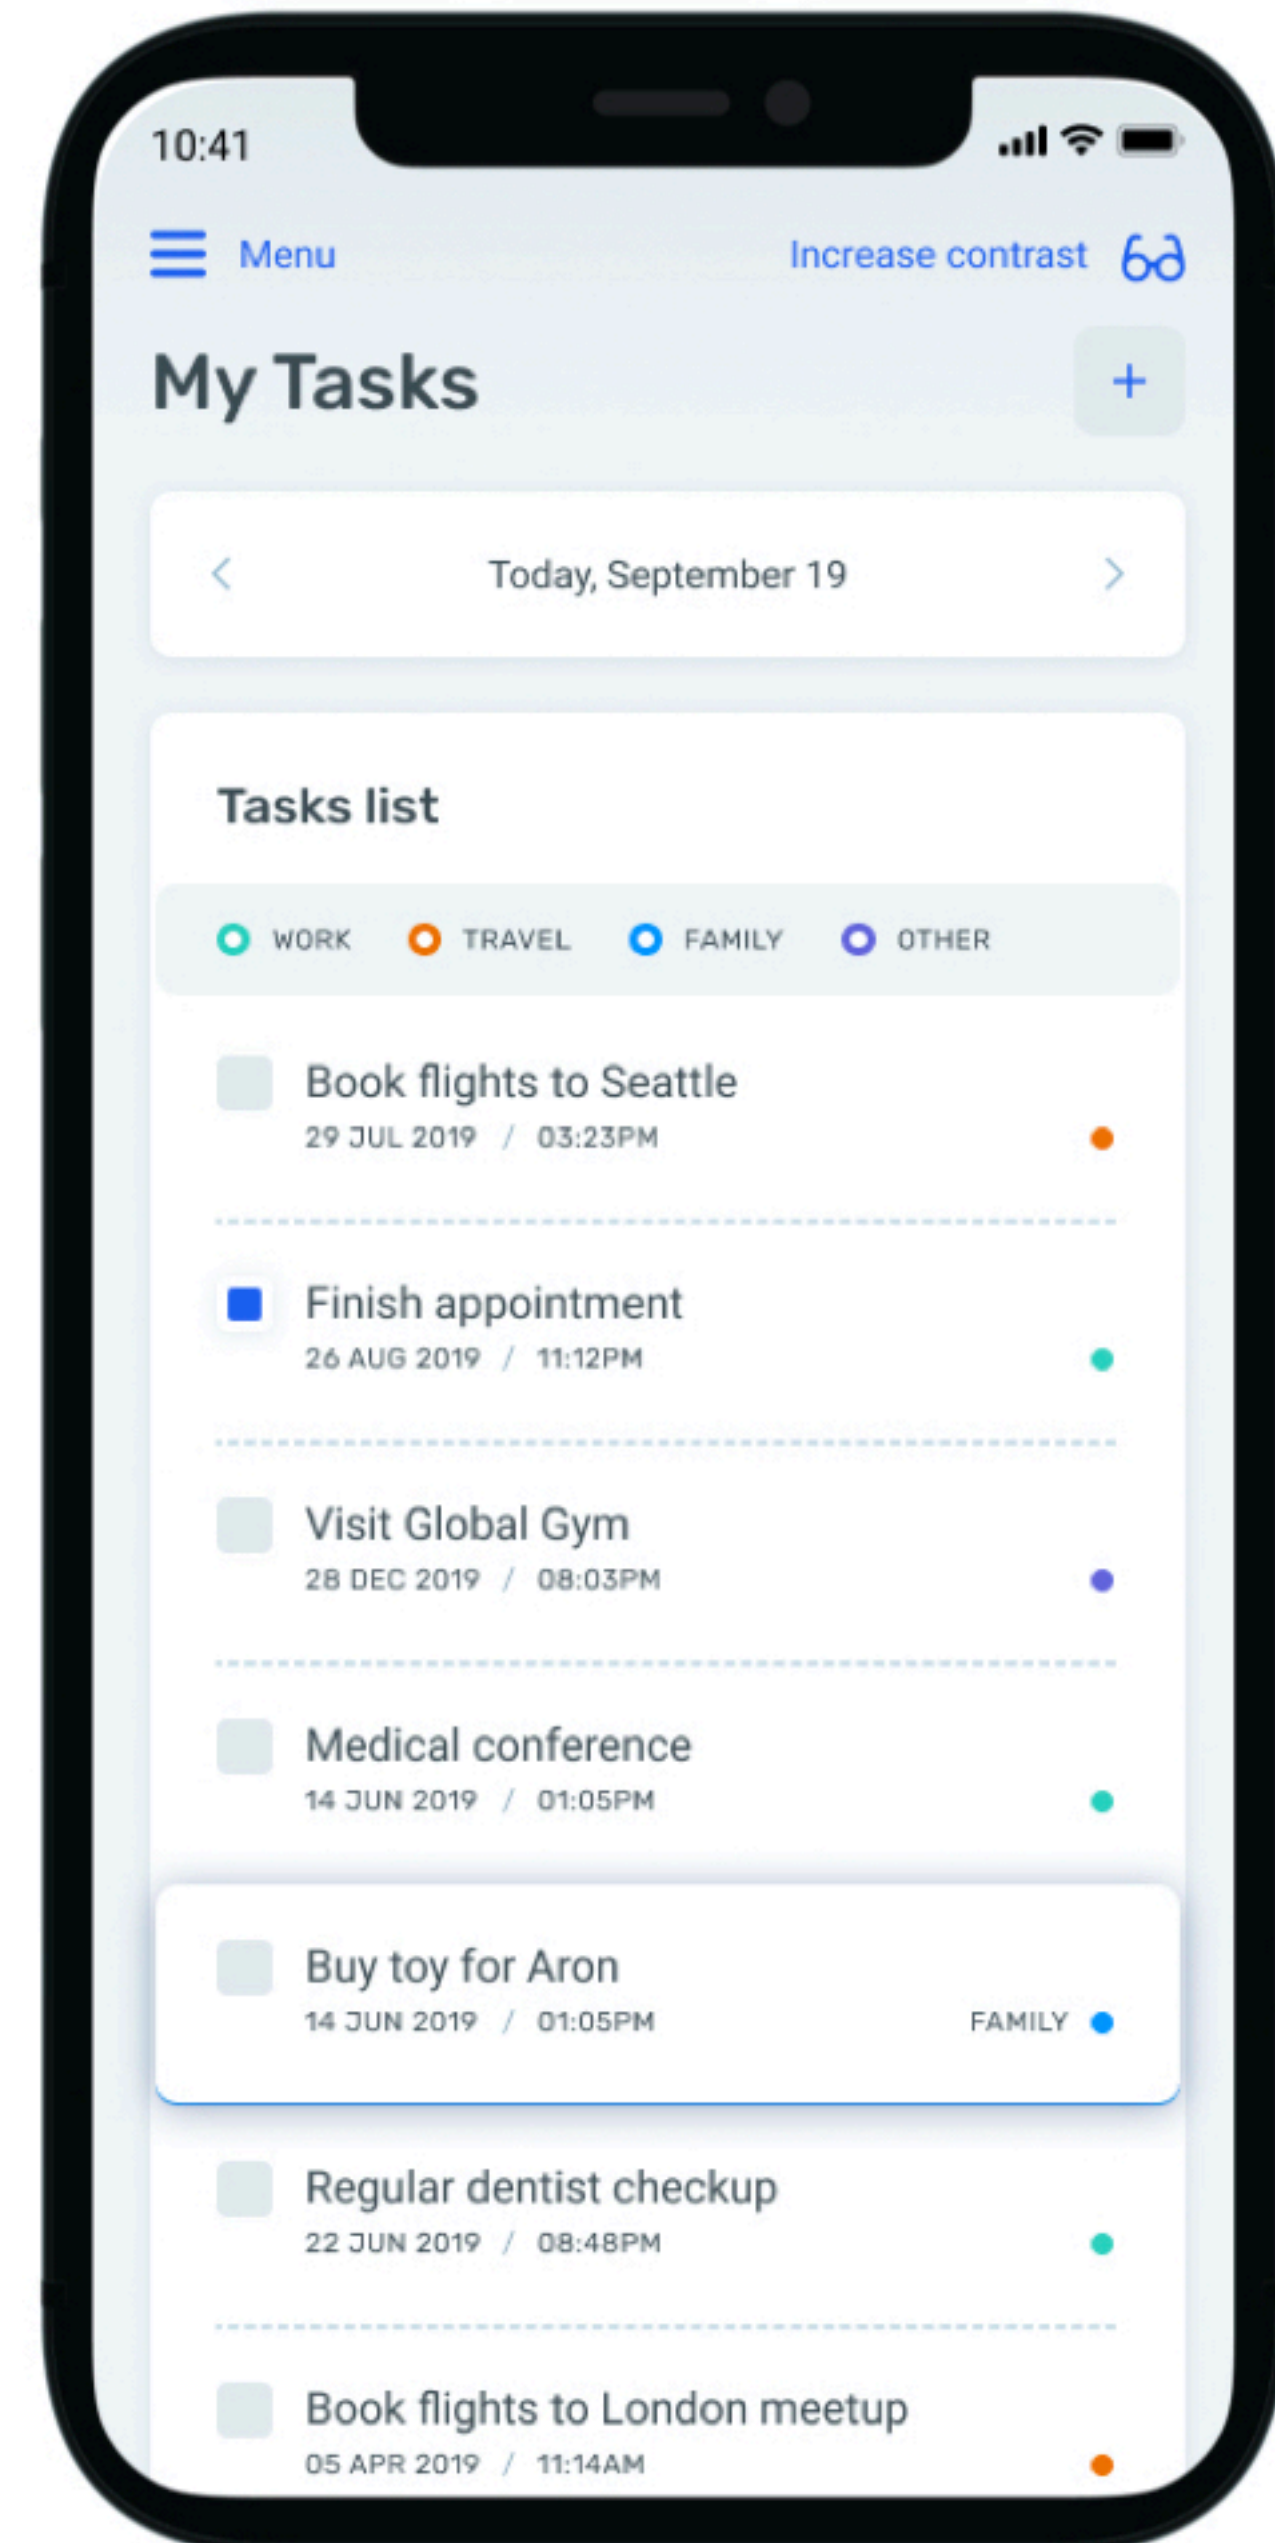 10:41
Menu
Increase contrast
My Tasks
+
Today, September 19
Tasks list
WORK TRAVEL FAMILY OTHER
Book flights to Seattle
29 JUL 2019 / 03:23PM
Finish appointment
26 AUG 2019 / 11:12PM
Visit Global Gym
28 DEC 2019 / 08:03PM
Medical conference
14 JUN 2019 / 01:05PM
Buy toy for Aron
14 JUN 2019 / 01:05PM FAMILY
Regular dentist checkup
22 JUN 2019 / 08:48PM
Book flights to London meetup
05 APR 2019 / 11:14AM